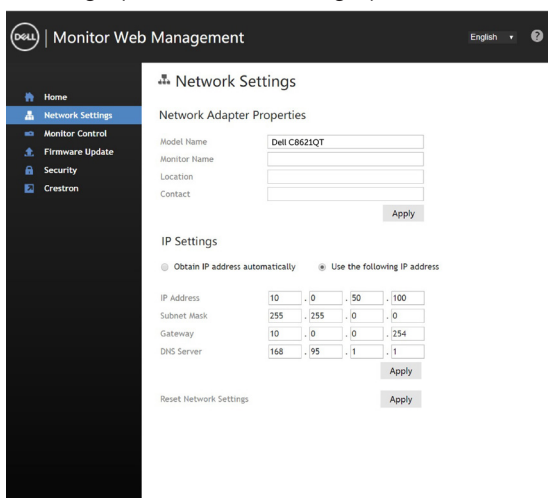 DELL
Monitor Web Management
English
?
Home
Network Settings
Monitor Control
Firmware Update
Security
Crestron
Network Settings
Network Adapter Properties
Model Name Dell C8621QT
Monitor Name
Location
Contact
Apply
IP Settings
Obtain IP address automatically Use the following IP address
IP Address 10 . 0 . 50 . 100
Subnet Mask 255 . 255 . 0 . 0
Gateway 10 . 0 . 0 . 254
DNS Server 168 . 95 . 1 . 1
Apply
Reset Network Settings Apply